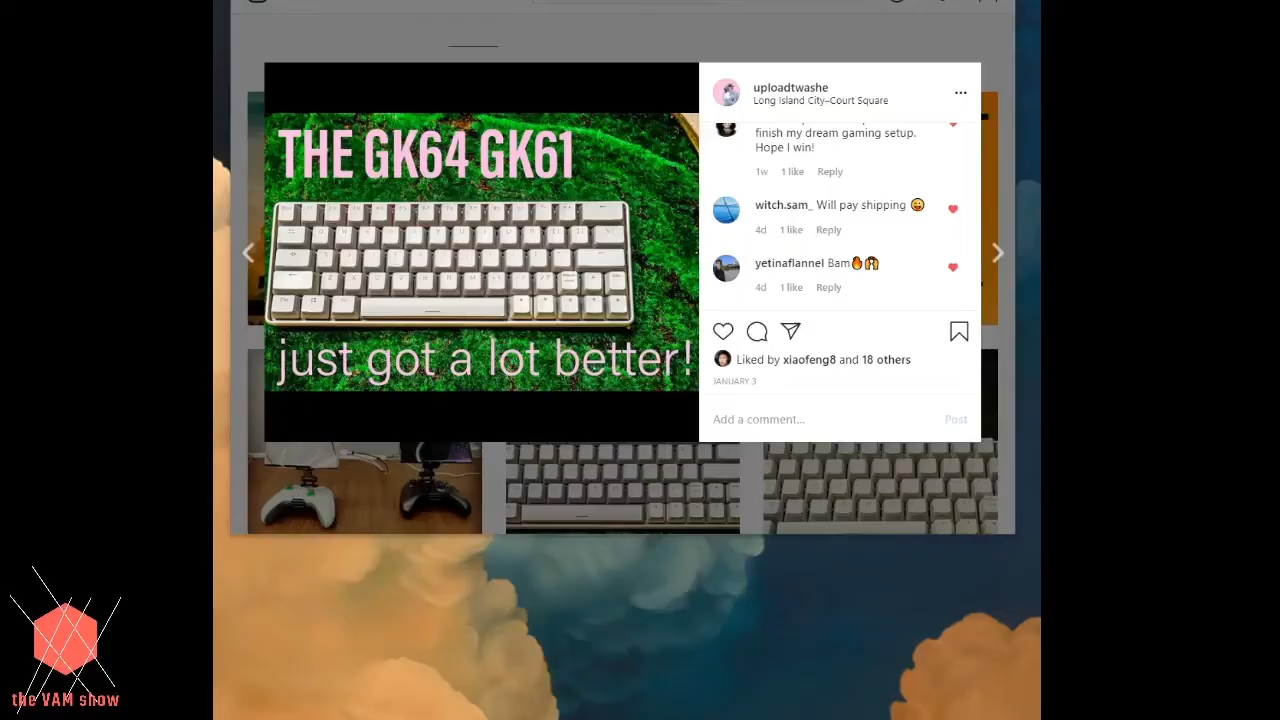 THE GK64 GK61
just got a lot better!
uploadtwashe
Long Island City–Court Square
finish my dream gaming setup.
Hope I win!
1w 1 like Reply
witch.sam_ Will pay shipping 😛
4d 1 like Reply
yetinaflannel Bam🔥🙌
4d 1 like Reply
Liked by xiaofeng8 and 18 others
JANUARY 3
Add a comment... Post
the VAM show